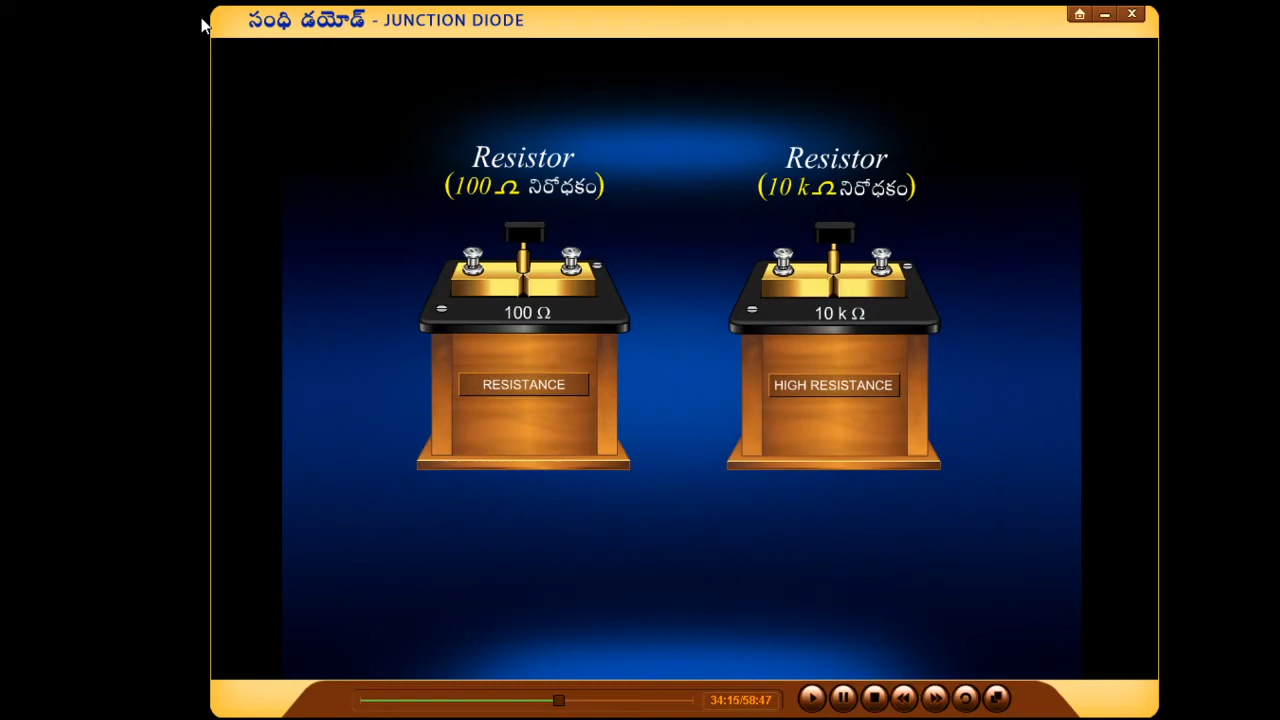 సంధి డయోడ్ - JUNCTION DIODE
Resistor
(100 Ω నిరోధకం)
Resistor
(10 k Ω నిరోధకం)
100 Ω
10 k Ω
RESISTANCE
HIGH RESISTANCE
34:15/58:47